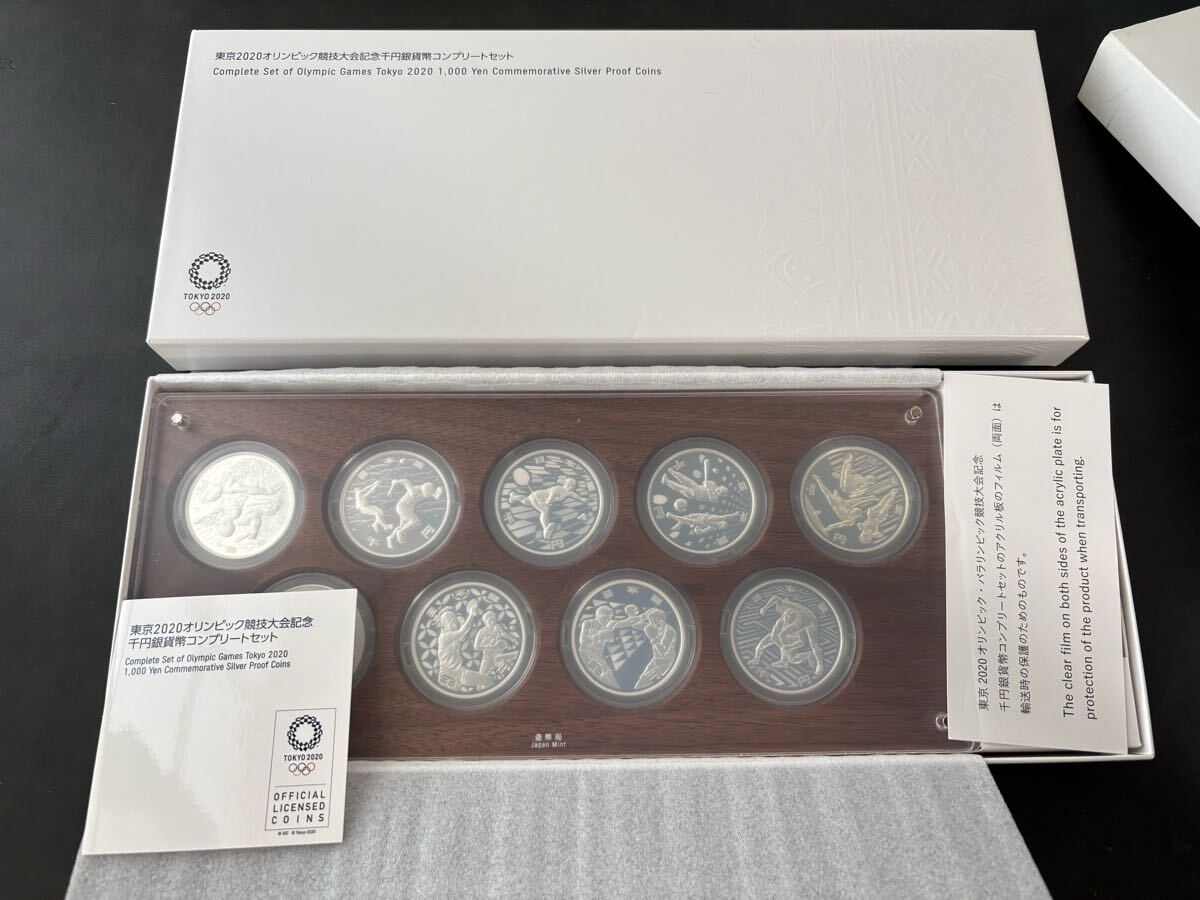 東京2020オリンピック競技大会記念千円銀貨幣コンプリートセット
Complete Set of Olympic Games Tokyo 2020 1,000 Yen Commemorative Silver Proof Coins
TOKYO 2020
東京2020オリンピック競技大会記念
千円銀貨幣コンプリートセット
Complete Set of Olympic Games Tokyo 2020
1,000 Yen Commemorative Silver Proof Coins
TOKYO 2020
OFFICIAL
LICENSED
COINS
© Tokyo 2020
造幣局
Japan Mint
東京 2020 オリンピック・パラリンピック競技大会記念
千円銀貨幣コンプリートセットのアクリル板のフィルム（両面）は
輸送時の保護のためのものです。
The clear film on both sides of the acrylic plate is for
protection of the product when transporting.